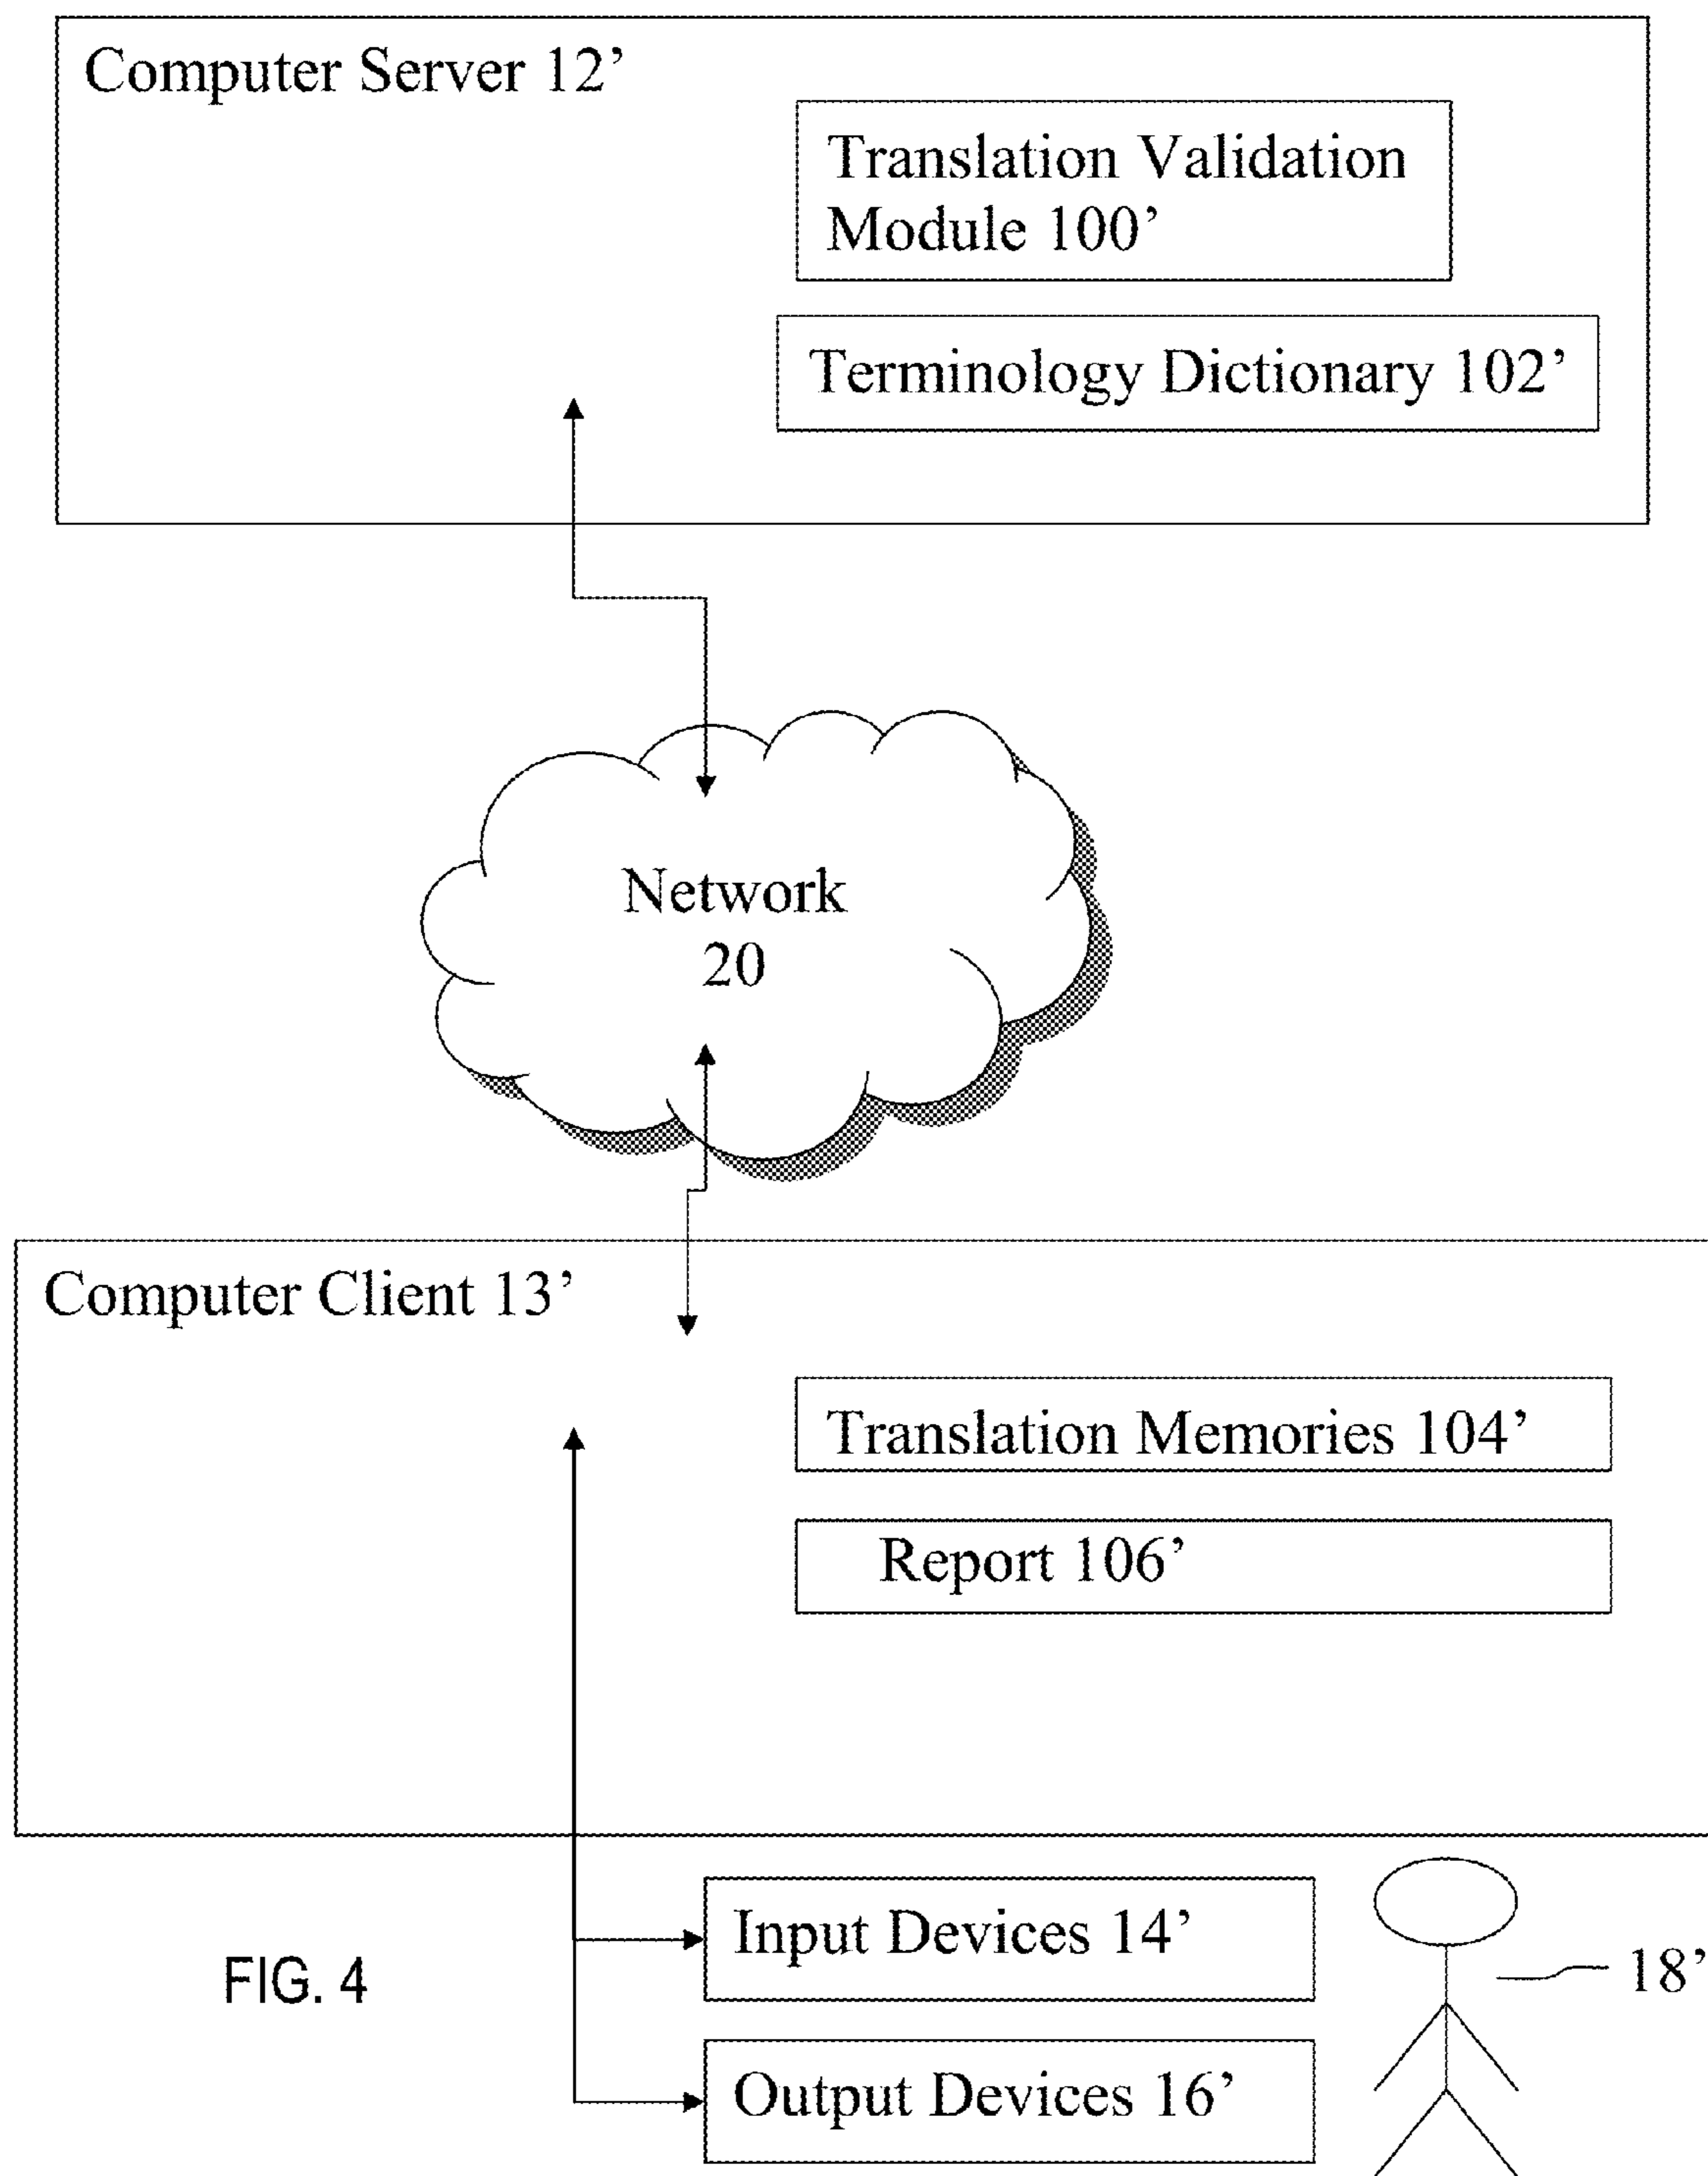 Computer Server 12’
Translation Validation
Module 100’
Terminology Dictionary 102’
Network
20
Computer Client 13’
Translation Memories 104’
Report 106’
Input Devices 14’
18’
FIG. 4
Output Devices 16’